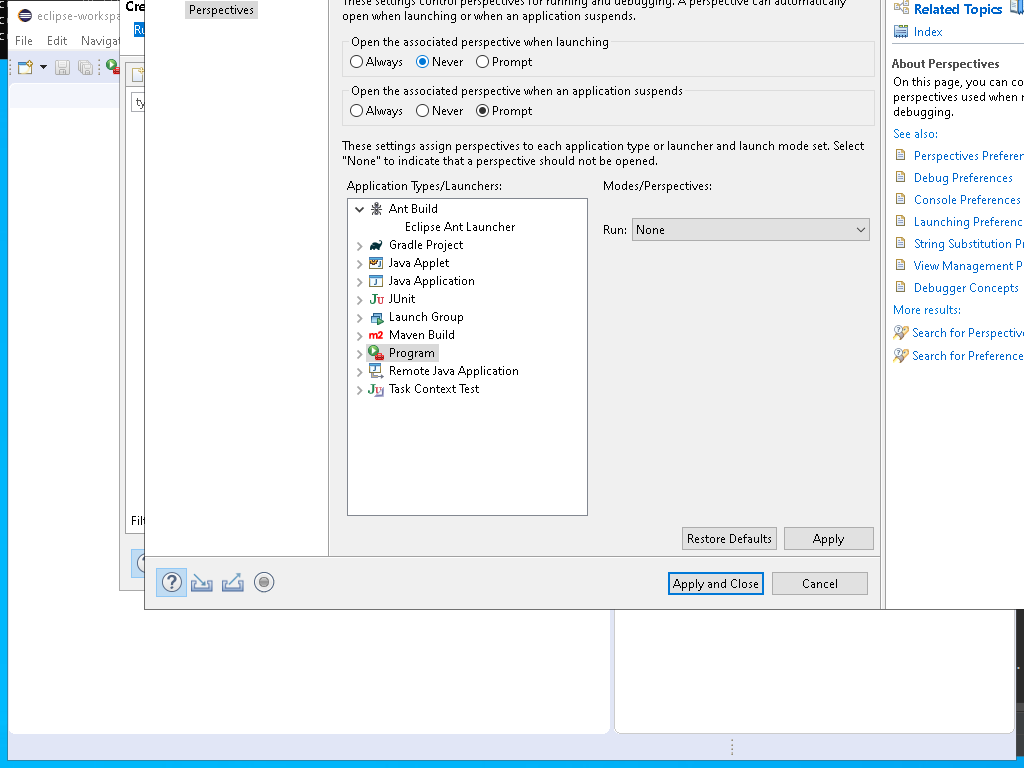 eclipse-workspa
File Edit Navigat
Cre
Ru
ty
Filt
Perspectives
These settings control perspectives for running and debugging. A perspective can automatically
open when launching or when an application suspends.
Open the associated perspective when launching
Always Never Prompt
Open the associated perspective when an application suspends
Always Never Prompt
These settings assign perspectives to each application type or launcher and launch mode set. Select
"None" to indicate that a perspective should not be opened.
Application Types/Launchers:
Modes/Perspectives:
Ant Build
Eclipse Ant Launcher
Gradle Project
Java Applet
Java Application
JUnit
Launch Group
Maven Build
Program
Remote Java Application
Task Context Test
Run: None
Restore Defaults
Apply
Apply and Close
Cancel
Related Topics
Index
About Perspectives
On this page, you can co
perspectives used when r
debugging.
See also:
Perspectives Preferen
Debug Preferences
Console Preferences
Launching Preferenc
String Substitution Pr
View Management P
Debugger Concepts
More results:
Search for Perspective
Search for Preference